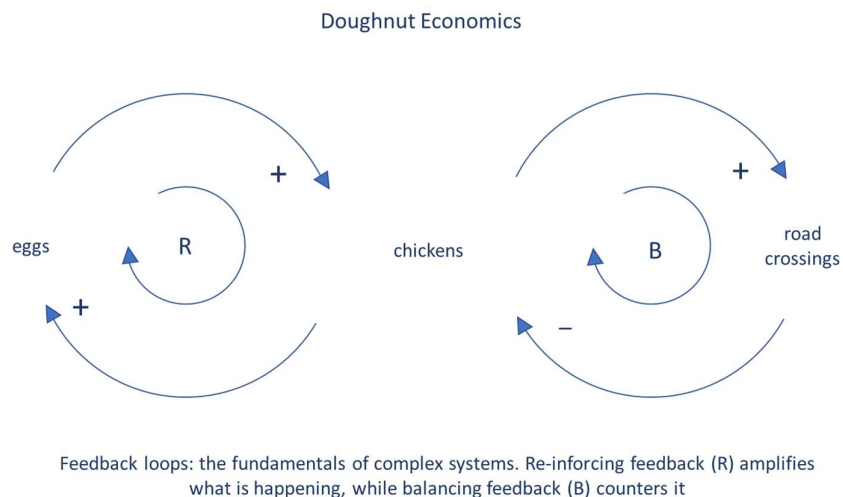 Doughnut Economics
+
+
eggs
R
chickens
B
road
crossings
+
–
Feedback loops: the fundamentals of complex systems. Re-inforcing feedback (R) amplifies
what is happening, while balancing feedback (B) counters it